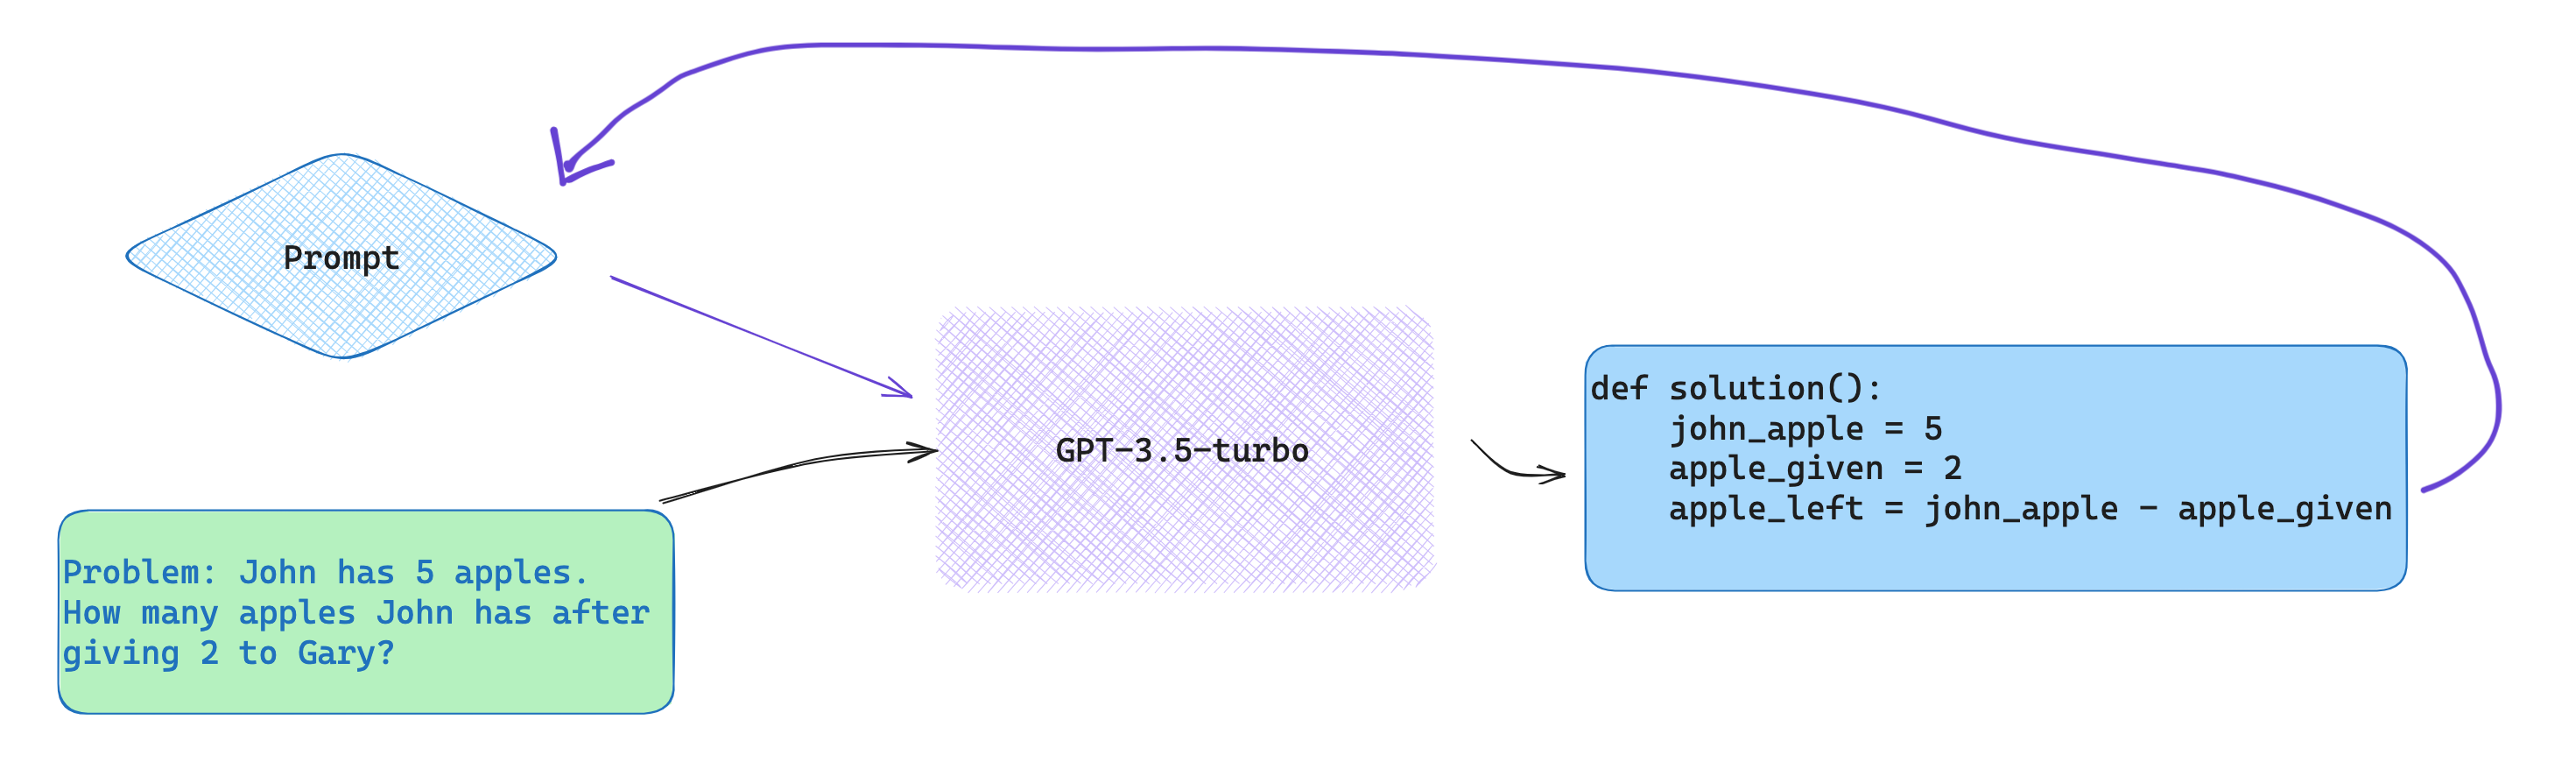 Prompt
GPT-3.5-turbo
Problem: John has 5 apples.
How many apples John has after
giving 2 to Gary?
def solution():
    john_apple = 5
    apple_given = 2
    apple_left = john_apple - apple_given